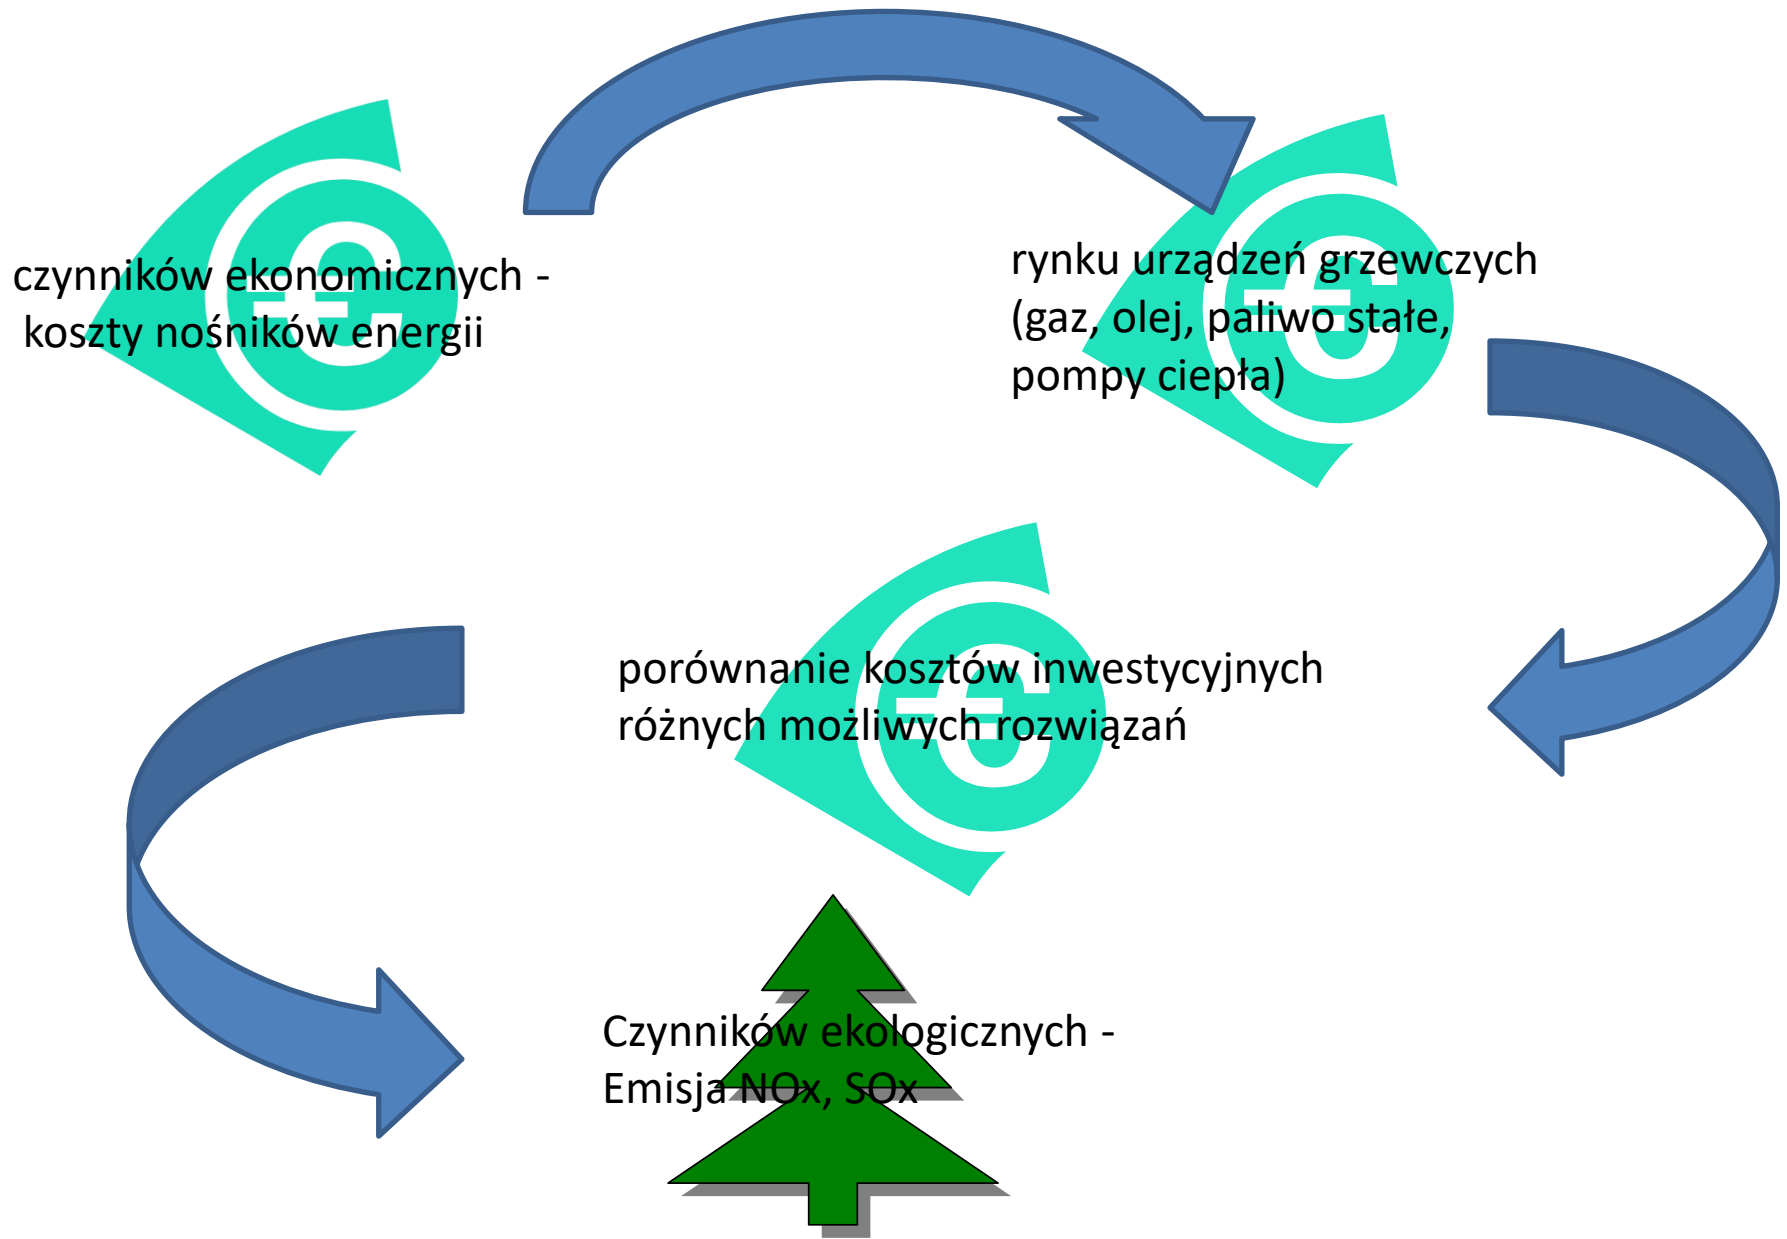 czynników ekonomicznych -
koszty nośników energii
rynku urządzeń grzewczych
(gaz, olej, paliwo stałe,
pompy ciepła)
porównanie kosztów inwestycyjnych
różnych możliwych rozwiązań
Czynników ekologicznych -
Emisja NOx, SOx